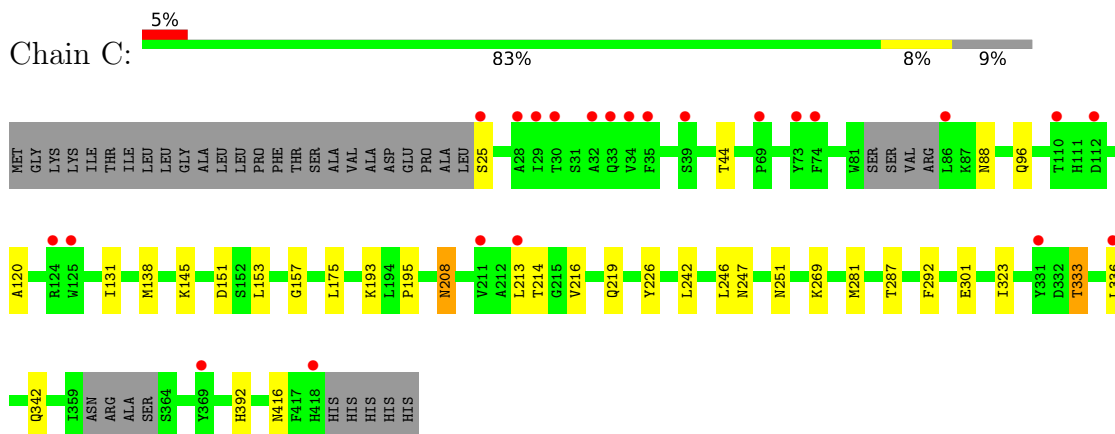 5%
Chain C:
83% 8% 9%
MET GLY LYS LYS ILE THR ILE LEU LEU GLY ALA LEU LEU PRO PHE THR SER ALA VAL ALA ASP GLU PRO ALA LEU S25 A28 I29 T30 S31 A32 Q33 V34 F35 S39 T44 P69 Y73 F74 W81 SER SER VAL ARG L86 K87 N88 Q96 T110 H111 D112
A120 R124 W125 I131 M138 K145 D151 S152 L153 G157 L175 K193 L194 P195 N208 V211 A212 L213 T214 G215 V216 Q219 Y226 L242 L246 N247 N251 K269 M281 T287 F292 E301 I323 Y331 D332 T333 L336
Q342 I359 ASN ARG ALA SER S364 Y369 H392 N416 F417 H418 HIS HIS HIS HIS HIS